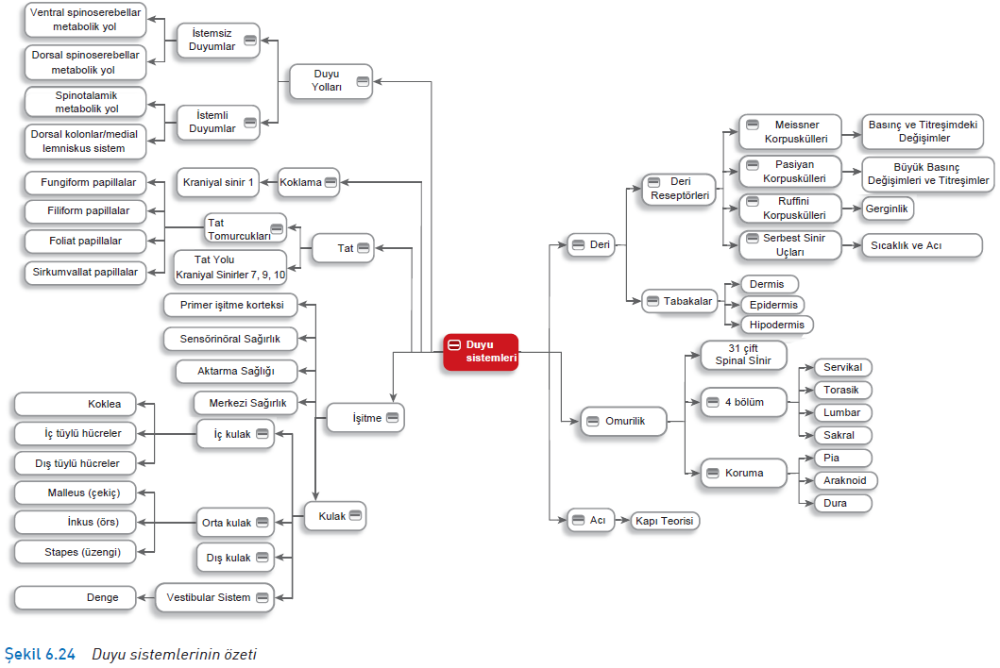 Ventral spinoserebellar
metabolik yol
Dorsal spinoserebellar
metabolik yol
İstemsiz
Duyumlar
Spinotalamik
metabolik yol
Dorsal kolonlar/medial
lemniskus sistem
İstemli
Duyumlar
Duyu
Yolları
Kraniyal sinir 1
Koklama
Fungiform papillalar
Filiform papillalar
Foliat papillalar
Sirkumvallat papillalar
Tat
Tomurcukları
Tat Yolu
Kraniyal Sinirler 7, 9, 10
Tat
Primer işitme korteksi
Sensörinöral Sağırlık
Aktarma Sağlığı
Merkezi Sağırlık
İşitme
Koklea
İç tüylü hücreler
Dış tüylü hücreler
İç kulak
Malleus (çekiç)
İnkus (örs)
Stapes (üzengi)
Orta kulak
Dış kulak
Denge
Vestibular Sistem
Kulak
Duyu
sistemleri
Deri
Deri
Reseptörleri
Meissner
Korpuskülleri
Basınç ve Titreşimdeki
Değişimler
Pasiyan
Korpuskülleri
Büyük Basınç
Değişimleri ve Titreşimler
Ruffini
Korpuskülleri
Gerginlik
Serbest Sinir
Uçları
Sıcaklık ve Acı
Tabakalar
Dermis
Epidermis
Hipodermis
Omurilik
31 çift
Spinal Sİnir
4 bölüm
Servikal
Torasik
Lumbar
Sakral
Koruma
Pia
Araknoid
Dura
Acı
Kapı Teorisi
Şekil 6.24 Duyu sistemlerinin özeti